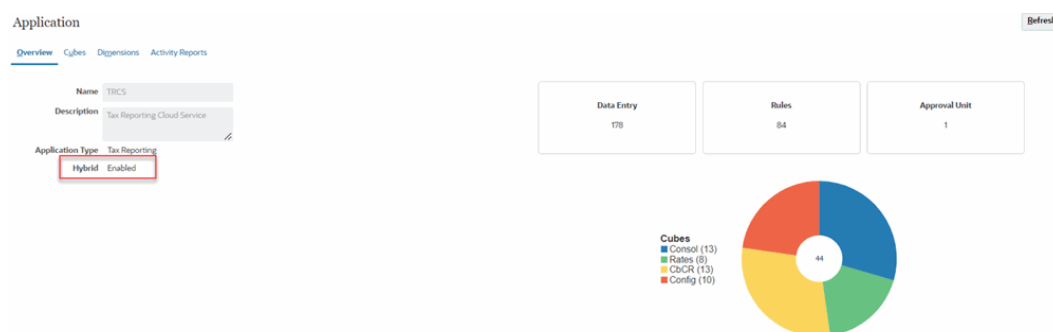 Application
Refresh
Overview Cubes Dimensions Activity Reports
Name TRCS
Description Tax Reporting Cloud Service
Application Type Tax Reporting
Hybrid Enabled
Data Entry
178
Rules
84
Approval Unit
1
Cubes
Consol (13)
Rates (8)
CbCR (13)
Config (10)
44